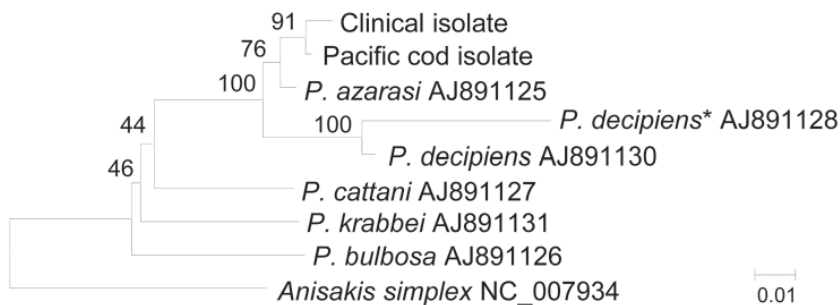 91 Clinical isolate
76 Pacific cod isolate
100 P. azarasi AJ891125
100 P. decipiens* AJ891128
44 P. decipiens AJ891130
46 P. cattani AJ891127
P. krabbei AJ891131
P. bulbosa AJ891126
Anisakis simplex NC_007934
0.01